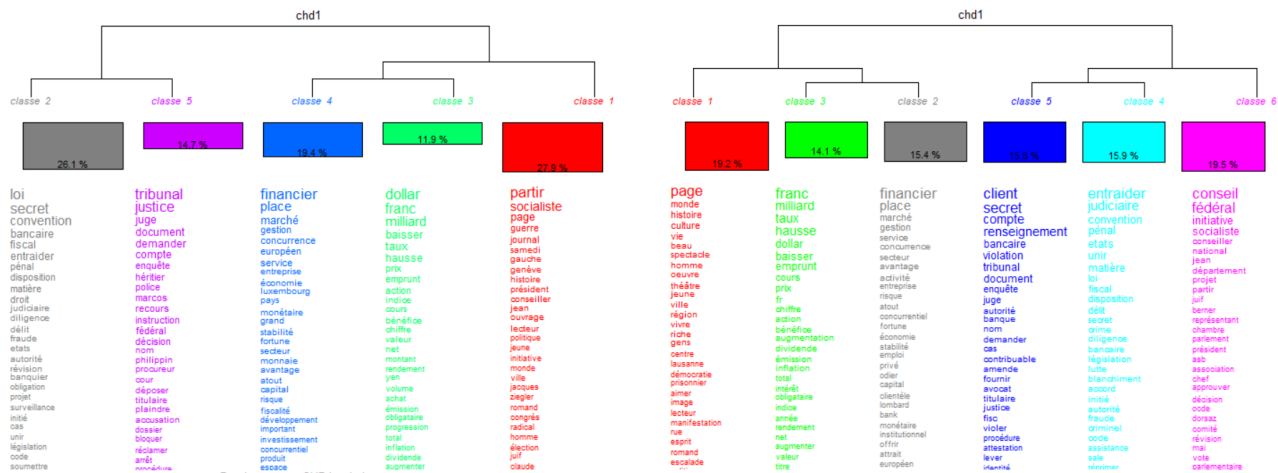 chd1
classe 2
classe 5
classe 4
classe 3
classe 1
26.1 %
14.7 %
19.4 %
11.9 %
27.9 %
loi
secret
convention
bancaire
fiscal
entraider
pénal
disposition
matière
droit
judiciaire
diligence
délit
fraude
etats
autorité
révision
banquier
obligation
projet
surveillance
initié
cas
unir
législation
code
soumettre
tribunal
justice
juge
document
demander
compte
enquête
héritier
police
marcos
recours
instruction
fédéral
décision
nom
philippin
procureur
cour
déposer
titulaire
plaindre
accusation
dossier
bloquer
réclamer
arrêt
procédure
financier
place
marché
gestion
concurrence
européen
service
entreprise
économie
luxembourg
pays
monétaire
grand
stabilité
fortune
secteur
monnaie
avantage
atout
capital
risque
fiscalité
développement
important
investissement
concurrentiel
produit
espace
dollar
franc
milliard
baisser
taux
hausse
prix
emprunt
action
indice
cours
bénéfice
chiffre
valeur
net
montant
rendement
yen
volume
achat
émission
obligataire
progression
total
inflation
dividende
augmenter
partir
socialiste
page
guerre
journal
samedi
gauche
genève
histoire
président
conseiller
jean
ouvrage
lecteur
politique
jeune
initiative
monde
ville
jacques
ziegler
romand
congrès
radical
homme
élection
juif
claude
chd1
classe 1
classe 3
classe 2
classe 5
classe 4
classe 6
19.2 %
14.1 %
15.4 %
15.9 %
19.5 %
page
monde
histoire
culture
vie
beau
spectacle
homme
oeuvre
théâtre
jeune
ville
région
vivre
riche
gens
centre
lausanne
démocratie
prisonnier
aimer
image
lecteur
manifestation
rue
esprit
romand
escalade
franc
milliard
taux
hausse
dollar
baisser
emprunt
cours
prix
fr
chiffre
action
bénéfice
augmentation
dividende
émission
inflation
total
intérêt
obligataire
indice
année
rendement
net
augmenter
valeur
titre
financier
place
marché
gestion
service
concurrence
secteur
avantage
activité
entreprise
risque
atout
concurrentiel
fortune
économie
stabilité
emploi
privé
odier
capital
clientèle
lombard
bank
monétaire
institutionnel
offrir
attrait
européen
client
secret
compte
renseignement
bancaire
violation
tribunal
document
enquête
juge
autorité
banque
nom
demander
cas
contribuable
amende
fournir
avocat
titulaire
justice
fisc
violer
procédure
attestation
lever
identité
entraider
judiciaire
convention
pénal
etats
unir
matière
loi
fiscal
disposition
délit
secret
crime
diligence
bancaire
législation
lutte
blanchiment
accord
initié
autorité
fraude
criminel
code
assistance
sale
réprimer
conseil
fédéral
initiative
socialiste
conseiller
national
jean
département
projet
partir
juif
berner
représentant
chambre
parlement
président
asb
association
chef
approuver
décision
ocde
dorsaz
comité
révision
mai
vote
parlementaire